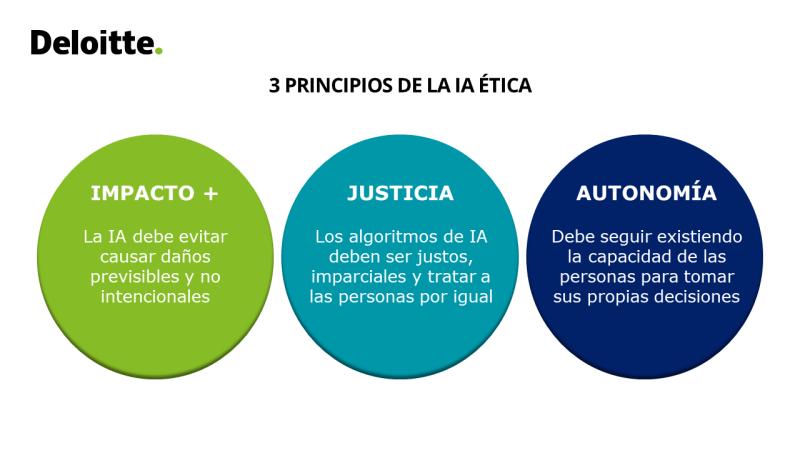 Deloitte.
3 PRINCIPIOS DE LA IA ÉTICA
IMPACTO +
La IA debe evitar
causar daños
previsibles y no
intencionales
JUSTICIA
Los algoritmos de IA
deben ser justos,
imparciales y tratar a
las personas por igual
AUTONOMÍA
Debe seguir existiendo
la capacidad de las
personas para tomar
sus propias decisiones